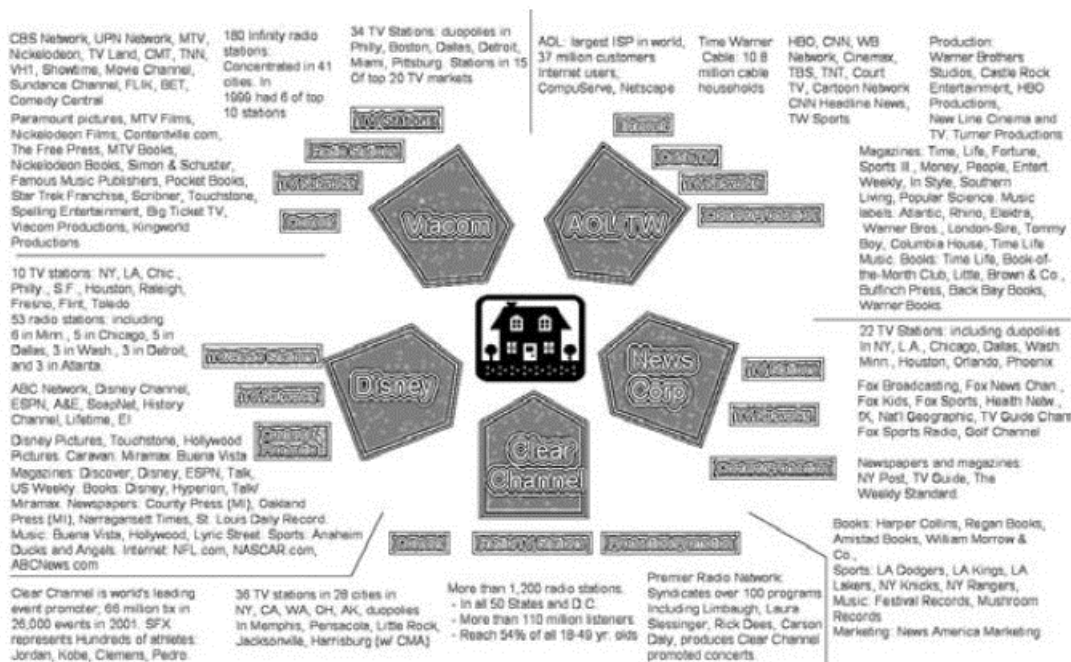 CBS Network, UPN Network, MTV,
Nickelodeon, TV Land, CMT, TNN,
VH1, Showtime, Movie Channel,
Sundance Channel, FLIK, BET,
Comedy Central
Paramount pictures, MTV Films,
Nickelodeon Films, Contentville.com,
The Free Press, MTV Books,
Nickelodeon Books, Simon & Schuster,
Famous Music Publishers, Pocket Books,
Star Trek Franchise, Scribner, Touchstone,
Spelling Entertainment, Big Ticket TV,
Viacom Productions, Kingworld
Productions
180 Infinity radio
stations:
Concentrated in 41
cities. In
1999 had 6 of top
10 stations
34 TV Stations: duopolies in
Philly, Boston, Dallas, Detroit,
Miami, Pittsburg. Stations in 15
Of top 20 TV markets
AOL: largest ISP in world,
37 million customers
Internet users,
CompuServe, Netscape
Time Warner
Cable: 10.8
million cable
households
HBO, CNN, WB
Network, Cinemax,
TBS, TNT, Court
TV, Cartoon Network
CNN Headline News,
TW Sports
Production:
Warner Brothers
Studios, Castle Rock
Entertainment, HBO
Productions,
New Line Cinema and
TV. Turner Productions
Magazines: Time, Life, Fortune,
Sports Ill., Money, People, Entert.
Weekly, In Style, Southern
Living, Popular Science. Music
labels: Atlantic, Rhino, Elektra,
Warner Bros., London-Sire, Tommy
Boy, Columbia House, Time Life
Music. Books: Time Life, Book-of-
the-Month Club, Little, Brown & Co.,
Bulfinch Press, Back Bay Books,
Warner Books.
TV Stations
Viacom
AOL/TW
10 TV stations: NY, LA, Chic.,
Philly., S.F., Houston, Raleigh,
Fresno, Flint, Toledo
53 radio stations: including
6 in Minn., 5 in Chicago, 5 in
Dallas, 3 in Wash., 3 in Detroit,
and 3 in Atlanta.
ABC Network, Disney Channel,
ESPN, A&E, SoapNet, History
Channel, Lifetime, E!
Disney Pictures, Touchstone, Hollywood
Pictures. Caravan. Miramax. Buena Vista
Magazines: Discover, Disney, ESPN, Talk,
US Weekly. Books: Disney, Hyperion, Talk/
Miramax. Newspapers: County Press (MI), Oakland
Press (MI), Narragansett Times, St. Louis Daily Record.
Music: Buena Vista, Hollywood, Lyric Street. Sports: Anaheim
Ducks and Angels. Internet: NFL.com, NASCAR.com,
ABCNews.com
Disney
News
Corp
Clear
Channel
22 TV Stations: including duopolies
In NY, L.A., Chicago, Dallas, Wash.
Minn., Houston, Orlando, Phoenix
Fox Broadcasting, Fox News Chan.,
Fox Kids, Fox Sports, Health Netw.,
fX, Nat'l Geographic, TV Guide Chann
Fox Sports Radio, Golf Channel
Newspapers and magazines:
NY Post, TV Guide, The
Weekly Standard.
Books: Harper Collins, Regan Books,
Amistad Books, William Morrow &
Co.,
Sports: LA Dodgers, LA Kings, LA
Lakers, NY Knicks, NY Rangers,
Music: Festival Records, Mushroom
Records
Marketing: News America Marketing
Clear Channel is world's leading
event promoter; 66 million tix in
26,000 events in 2001. SFX
represents Hundreds of athletes:
Jordan, Kobe, Clemens, Pedro.
36 TV stations in 28 cities in
NY, CA, WA, OH, AK, duopolies
In Memphis, Pensacola, Little Rock,
Jacksonville, Harrisburg (w/ CMA)
More than 1,200 radio stations.
- In all 50 States and D.C.
- More than 110 million listeners
- Reach 54% of all 18-49 yr. olds
Premier Radio Network:
Syndicates over 100 programs
Including Limbaugh, Laura
Slessinger, Rick Dees, Carson
Daly, produces Clear Channel
promoted concerts